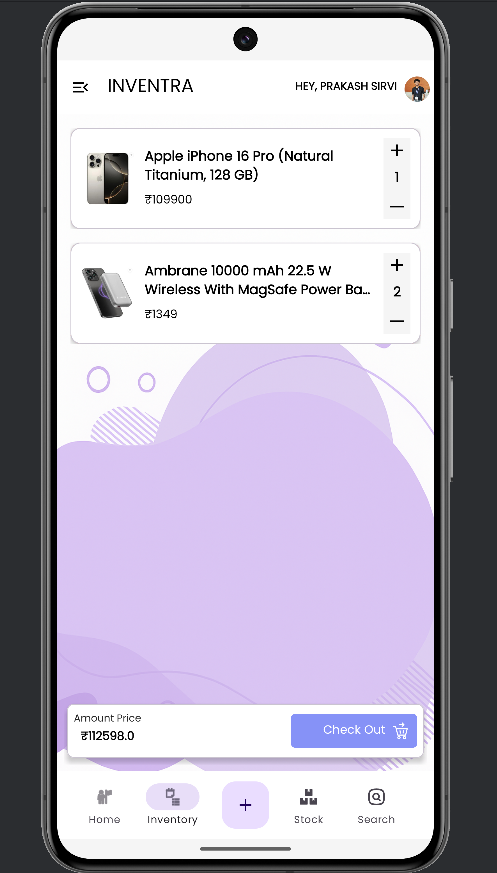 INVENTRA
HEY, PRAKASH SIRVI
Apple iPhone 16 Pro (Natural
Titanium, 128 GB)
₹109900
+
1
—
Ambrane 10000 mAh 22.5 W
Wireless With MagSafe Power Ba...
₹1349
+
2
—
Amount Price
₹112598.0
Check Out
+
Home
Inventory
Stock
Search